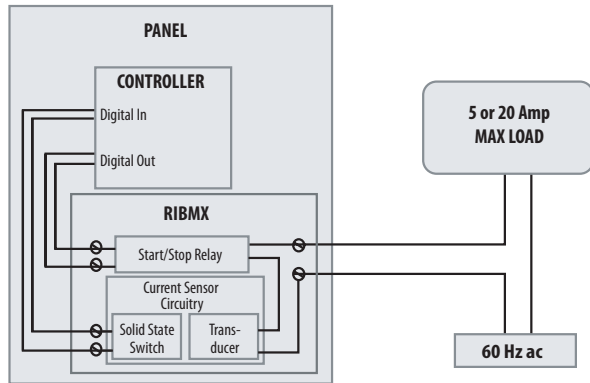 PANEL
CONTROLLER
Digital In
Digital Out
RIBMX
Start/Stop Relay
Current Sensor
Circuitry
Solid State
Switch
Trans-
ducer
5 or 20 Amp
MAX LOAD
60 Hz ac